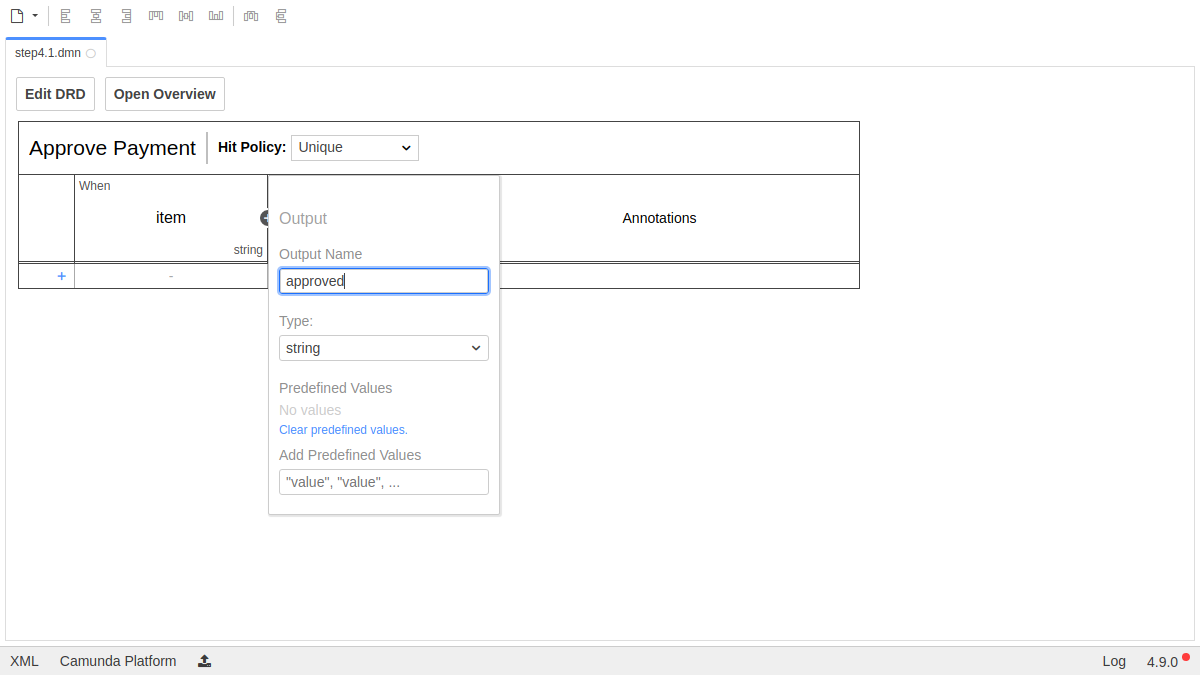 step4.1.dmn
Edit DRD Open Overview
Approve Payment Hit Policy: Unique
When
item
string
Output
Output Name
approved
Type:
string
Predefined Values
No values
Clear predefined values.
Add Predefined Values
"value", "value", ...
Annotations
+ -
XML Camunda Platform Log 4.9.0